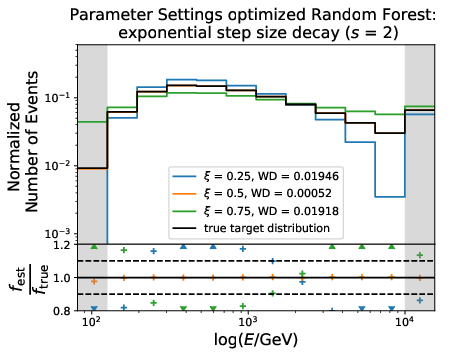 Parameter Settings optimized Random Forest:
exponential step size decay (s = 2)
Normalized
Number of Events
10⁻¹
10⁻²
10⁻³
ξ = 0.25, WD = 0.01946
ξ = 0.5, WD = 0.00052
ξ = 0.75, WD = 0.01918
true target distribution
f_est
f_true
1.2
1.0
0.8
10² 10³ 10⁴
log(E/GeV)